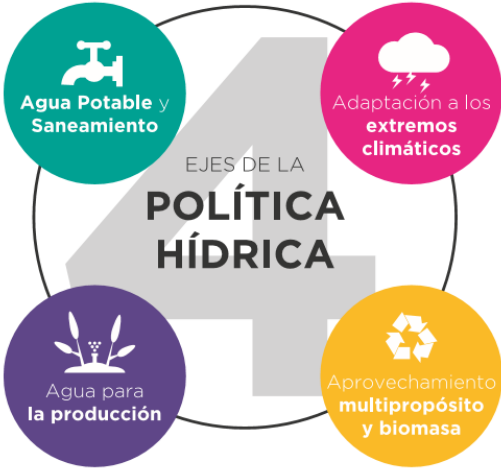 Agua Potable y
Saneamiento
Adaptación a los
extremos
climáticos
4
EJES DE LA
POLÍTICA
HÍDRICA
Agua para
la producción
Aprovechamiento
multipropósito
y biomasa